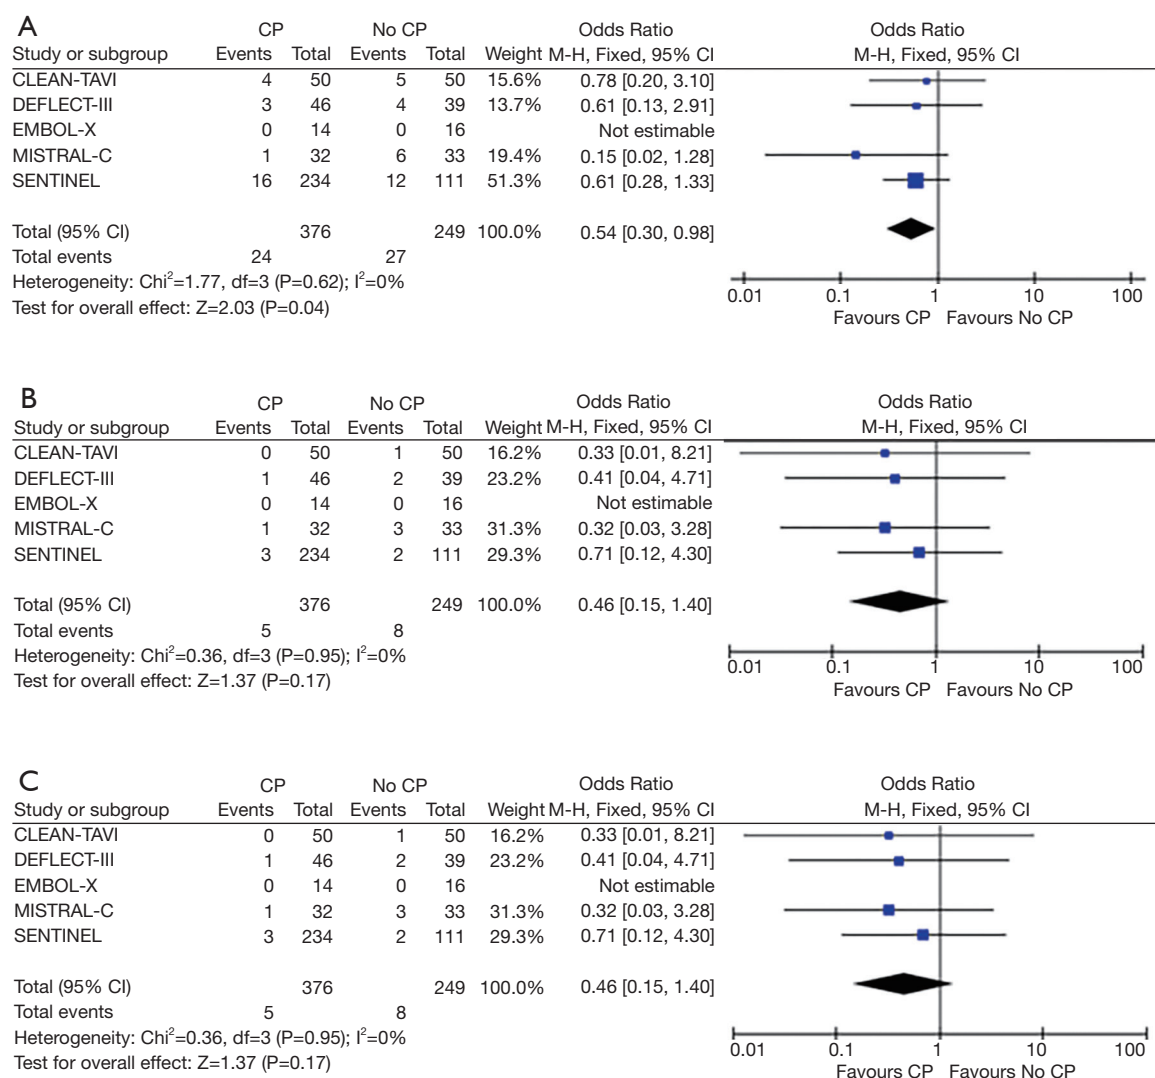 A
CP No CP Odds Ratio Odds Ratio
Study or subgroup Events Total Events Total Weight M-H, Fixed, 95% CI M-H, Fixed, 95% CI
CLEAN-TAVI 4 50 5 50 15.6% 0.78 [0.20, 3.10]
DEFLECT-III 3 46 4 39 13.7% 0.61 [0.13, 2.91]
EMBOL-X 0 14 0 16 Not estimable
MISTRAL-C 1 32 6 33 19.4% 0.15 [0.02, 1.28]
SENTINEL 16 234 12 111 51.3% 0.61 [0.28, 1.33]
Total (95% CI) 376 249 100.0% 0.54 [0.30, 0.98]
Total events 24 27
Heterogeneity: Chi²=1.77, df=3 (P=0.62); I²=0%
Test for overall effect: Z=2.03 (P=0.04)
0.01 0.1 1 10 100
Favours CP Favours No CP
B
CP No CP Odds Ratio Odds Ratio
Study or subgroup Events Total Events Total Weight M-H, Fixed, 95% CI M-H, Fixed, 95% CI
CLEAN-TAVI 0 50 1 50 16.2% 0.33 [0.01, 8.21]
DEFLECT-III 1 46 2 39 23.2% 0.41 [0.04, 4.71]
EMBOL-X 0 14 0 16 Not estimable
MISTRAL-C 1 32 3 33 31.3% 0.32 [0.03, 3.28]
SENTINEL 3 234 2 111 29.3% 0.71 [0.12, 4.30]
Total (95% CI) 376 249 100.0% 0.46 [0.15, 1.40]
Total events 5 8
Heterogeneity: Chi²=0.36, df=3 (P=0.95); I²=0%
Test for overall effect: Z=1.37 (P=0.17)
0.01 0.1 1 10 100
Favours CP Favours No CP
C
CP No CP Odds Ratio Odds Ratio
Study or subgroup Events Total Events Total Weight M-H, Fixed, 95% CI M-H, Fixed, 95% CI
CLEAN-TAVI 0 50 1 50 16.2% 0.33 [0.01, 8.21]
DEFLECT-III 1 46 2 39 23.2% 0.41 [0.04, 4.71]
EMBOL-X 0 14 0 16 Not estimable
MISTRAL-C 1 32 3 33 31.3% 0.32 [0.03, 3.28]
SENTINEL 3 234 2 111 29.3% 0.71 [0.12, 4.30]
Total (95% CI) 376 249 100.0% 0.46 [0.15, 1.40]
Total events 5 8
Heterogeneity: Chi²=0.36, df=3 (P=0.95); I²=0%
Test for overall effect: Z=1.37 (P=0.17)
0.01 0.1 1 10 100
Favours CP Favours No CP